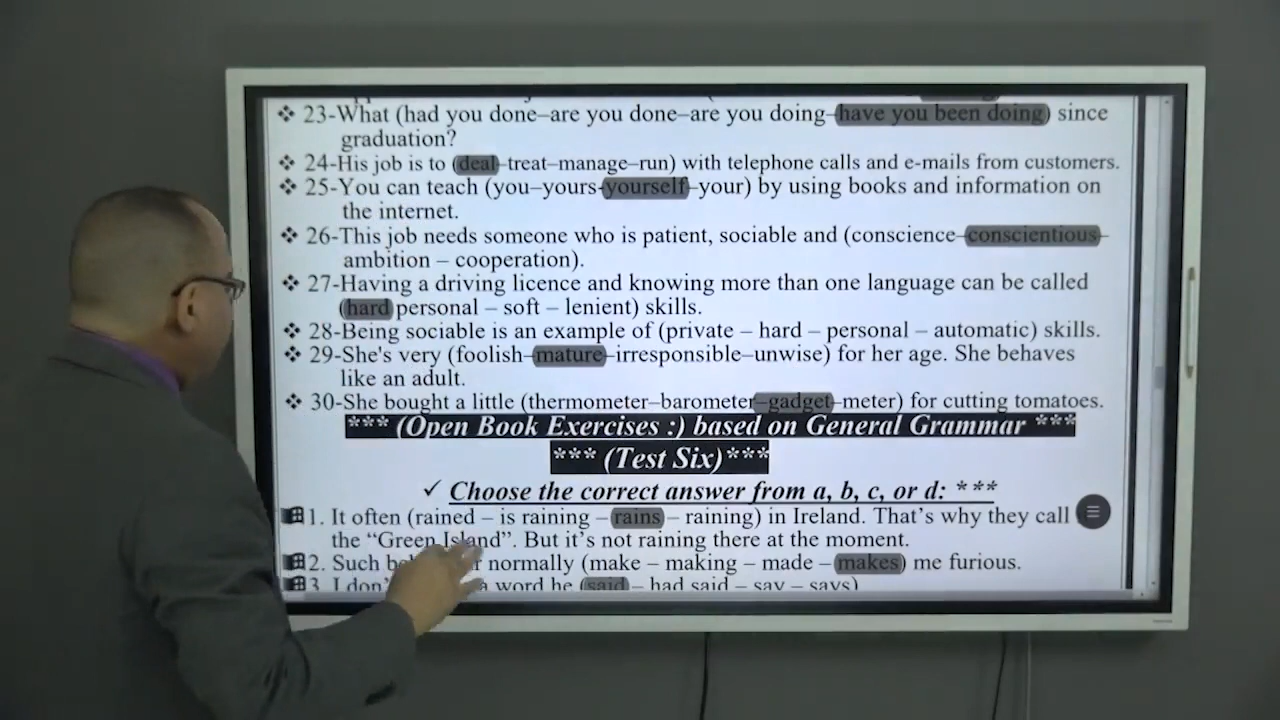 ❖ 23-What (had you done–are you done–are you doing–have you been doing) since
graduation?
❖ 24-His job is to (deal–treat–manage–run) with telephone calls and e-mails from customers.
❖ 25-You can teach (you–yours-yourself–your) by using books and information on
the internet.
❖ 26-This job needs someone who is patient, sociable and (conscience–conscientious–
ambition – cooperation).
❖ 27-Having a driving licence and knowing more than one language can be called
(hard personal – soft – lenient) skills.
❖ 28-Being sociable is an example of (private – hard – personal – automatic) skills.
❖ 29-She's very (foolish–mature–irresponsible–unwise) for her age. She behaves
like an adult.
❖ 30-She bought a little (thermometer–barometer–gadget–meter) for cutting tomatoes.
*** (Open Book Exercises :) based on General Grammar ***
*** (Test Six)***
✓ Choose the correct answer from a, b, c, or d: ***
1. It often (rained – is raining – rains – raining) in Ireland. That's why they call
the “Green Island”. But it's not raining there at the moment.
2. Such normally (make – making – made – makes) me furious.
3. I a word he (said – had said – say – says)